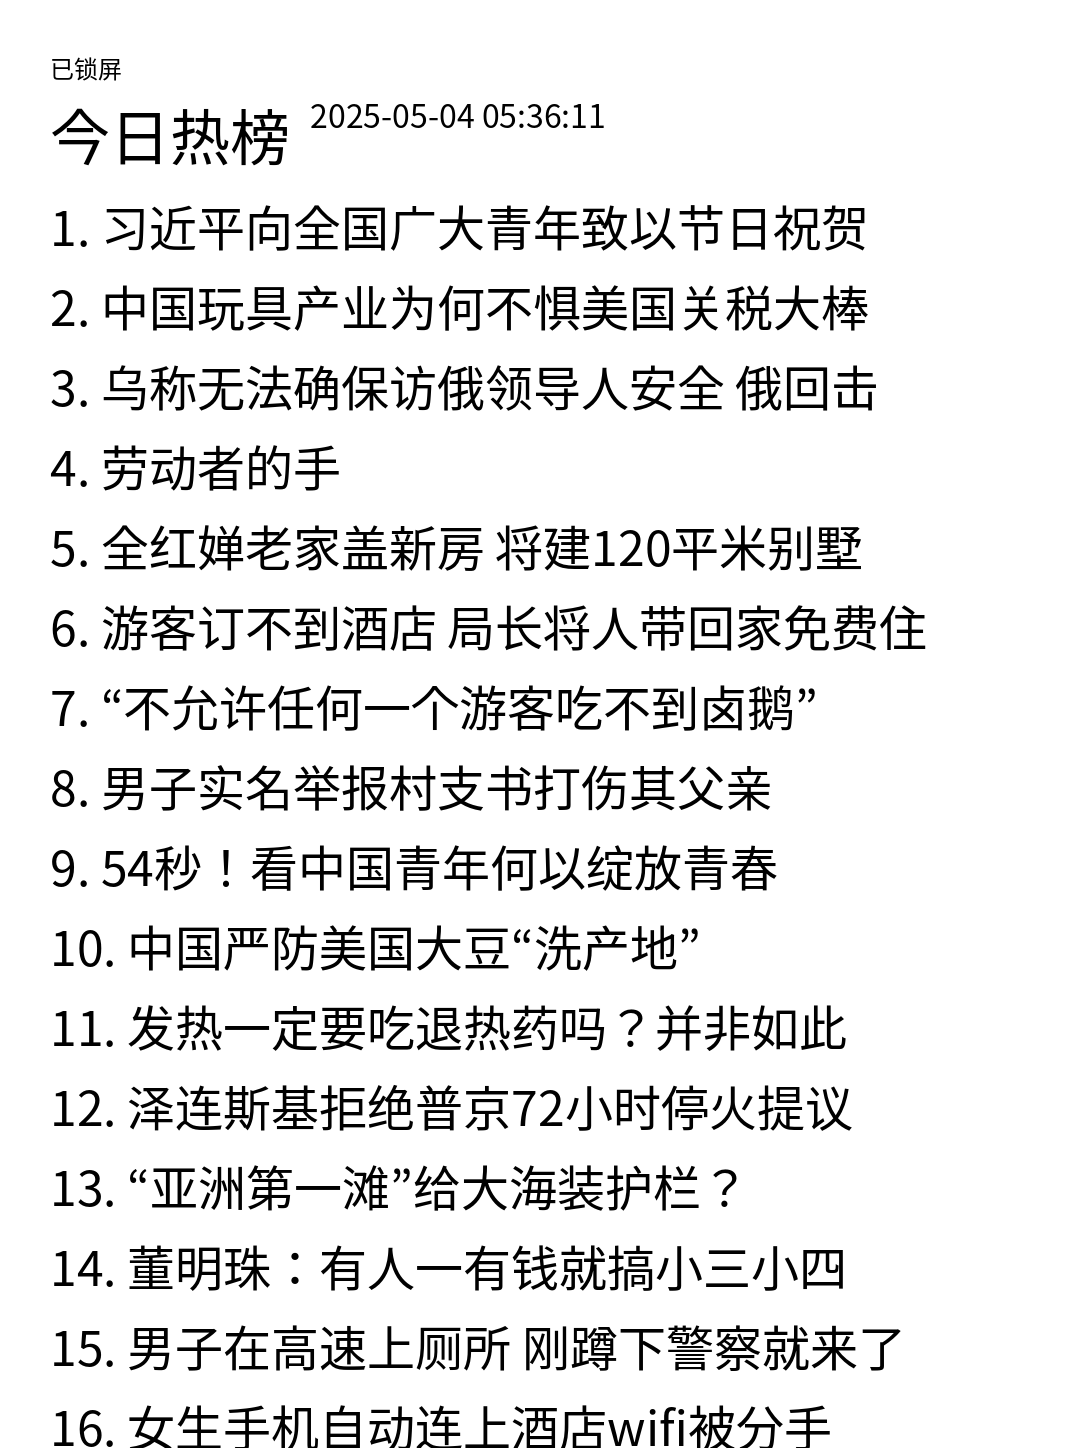 已锁屏
今日热榜 2025-05-04 05:36:11
1. 习近平向全国广大青年致以节日祝贺
2. 中国玩具产业为何不惧美国关税大棒
3. 乌称无法确保访俄领导人安全 俄回击
4. 劳动者的手
5. 全红婵老家盖新房 将建120平米别墅
6. 游客订不到酒店 局长将人带回家免费住
7. “不允许任何一个游客吃不到卤鹅”
8. 男子实名举报村支书打伤其父亲
9. 54秒！看中国青年何以绽放青春
10. 中国严防美国大豆“洗产地”
11. 发热一定要吃退热药吗？并非如此
12. 泽连斯基拒绝普京72小时停火提议
13. “亚洲第一滩”给大海装护栏？
14. 董明珠：有人一有钱就搞小三小四
15. 男子在高速上厕所 刚蹲下警察就来了
16. 女生手机自动连上酒店wifi被分手